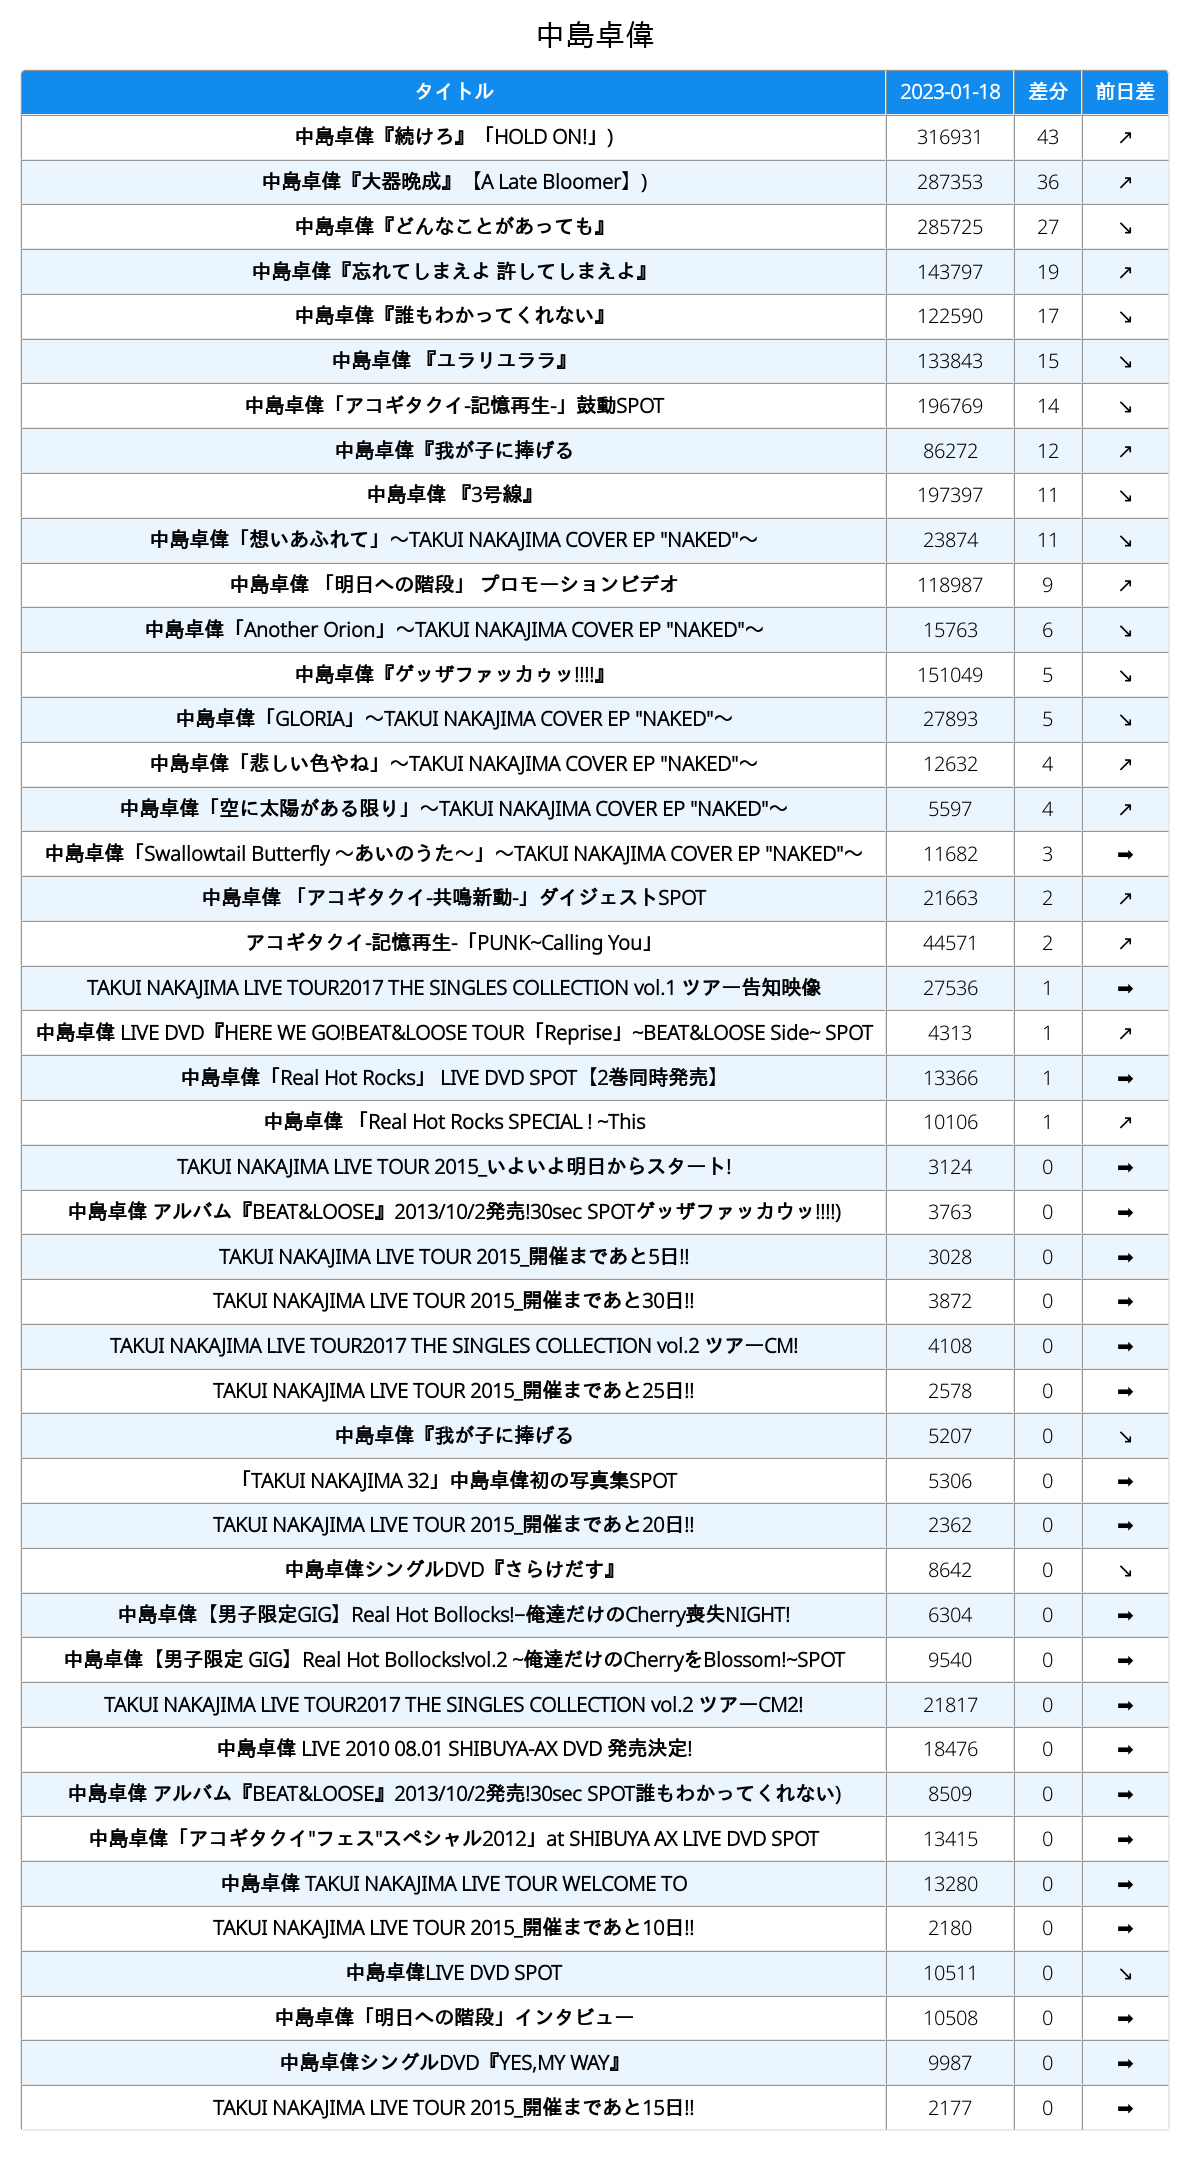 中島卓偉
タイトル 2023-01-18 差分 前日差
中島卓偉『続けろ』「HOLD ON!」) 316931 43 ↗
中島卓偉『大器晩成』【A Late Bloomer】) 287353 36 ↗
中島卓偉『どんなことがあっても』 285725 27 ↘
中島卓偉『忘れてしまえよ 許してしまえよ』 143797 19 ↗
中島卓偉『誰もわかってくれない』 122590 17 ↘
中島卓偉 『ユラリユララ』 133843 15 ↘
中島卓偉「アコギタクイ-記憶再生-」鼓動SPOT 196769 14 ↘
中島卓偉『我が子に捧げる 86272 12 ↗
中島卓偉 『3号線』 197397 11 ↘
中島卓偉「想いあふれて」〜TAKUI NAKAJIMA COVER EP "NAKED"〜 23874 11 ↘
中島卓偉 「明日への階段」 プロモーションビデオ 118987 9 ↗
中島卓偉「Another Orion」〜TAKUI NAKAJIMA COVER EP "NAKED"〜 15763 6 ↘
中島卓偉『ゲッザファッカゥッ!!!!』 151049 5 ↘
中島卓偉「GLORIA」〜TAKUI NAKAJIMA COVER EP "NAKED"〜 27893 5 ↘
中島卓偉「悲しい色やね」〜TAKUI NAKAJIMA COVER EP "NAKED"〜 12632 4 ↗
中島卓偉「空に太陽がある限り」〜TAKUI NAKAJIMA COVER EP "NAKED"〜 5597 4 ↗
中島卓偉「Swallowtail Butterfly 〜あいのうた〜」〜TAKUI NAKAJIMA COVER EP "NAKED"〜 11682 3 ➡
中島卓偉 「アコギタクイ-共鳴新動-」ダイジェストSPOT 21663 2 ↗
アコギタクイ-記憶再生-「PUNK~Calling You」 44571 2 ↗
TAKUI NAKAJIMA LIVE TOUR2017 THE SINGLES COLLECTION vol.1 ツアー告知映像 27536 1 ➡
中島卓偉 LIVE DVD『HERE WE GO!BEAT&LOOSE TOUR「Reprise」~BEAT&LOOSE Side~ SPOT 4313 1 ↗
中島卓偉「Real Hot Rocks」 LIVE DVD SPOT【2巻同時発売】 13366 1 ➡
中島卓偉 「Real Hot Rocks SPECIAL ! ~This 10106 1 ↗
TAKUI NAKAJIMA LIVE TOUR 2015_いよいよ明日からスタート! 3124 0 ➡
中島卓偉 アルバム『BEAT&LOOSE』2013/10/2発売!30sec SPOTゲッザファッカウッ!!!!) 3763 0 ➡
TAKUI NAKAJIMA LIVE TOUR 2015_開催まであと5日!! 3028 0 ➡
TAKUI NAKAJIMA LIVE TOUR 2015_開催まであと30日!! 3872 0 ➡
TAKUI NAKAJIMA LIVE TOUR2017 THE SINGLES COLLECTION vol.2 ツアーCM! 4108 0 ➡
TAKUI NAKAJIMA LIVE TOUR 2015_開催まであと25日!! 2578 0 ➡
中島卓偉『我が子に捧げる 5207 0 ↘
「TAKUI NAKAJIMA 32」中島卓偉初の写真集SPOT 5306 0 ➡
TAKUI NAKAJIMA LIVE TOUR 2015_開催まであと20日!! 2362 0 ➡
中島卓偉シングルDVD『さらけだす』 8642 0 ↘
中島卓偉【男子限定GIG】Real Hot Bollocks!–俺達だけのCherry喪失NIGHT! 6304 0 ➡
中島卓偉【男子限定 GIG】Real Hot Bollocks!vol.2 ~俺達だけのCherryをBlossom!~SPOT 9540 0 ➡
TAKUI NAKAJIMA LIVE TOUR2017 THE SINGLES COLLECTION vol.2 ツアーCM2! 21817 0 ➡
中島卓偉 LIVE 2010 08.01 SHIBUYA-AX DVD 発売決定! 18476 0 ➡
中島卓偉 アルバム『BEAT&LOOSE』2013/10/2発売!30sec SPOT誰もわかってくれない) 8509 0 ➡
中島卓偉「アコギタクイ"フェス"スペシャル2012」at SHIBUYA AX LIVE DVD SPOT 13415 0 ➡
中島卓偉 TAKUI NAKAJIMA LIVE TOUR WELCOME TO 13280 0 ➡
TAKUI NAKAJIMA LIVE TOUR 2015_開催まであと10日!! 2180 0 ➡
中島卓偉LIVE DVD SPOT 10511 0 ↘
中島卓偉「明日への階段」インタビュー 10508 0 ➡
中島卓偉シングルDVD『YES,MY WAY』 9987 0 ➡
TAKUI NAKAJIMA LIVE TOUR 2015_開催まであと15日!! 2177 0 ➡